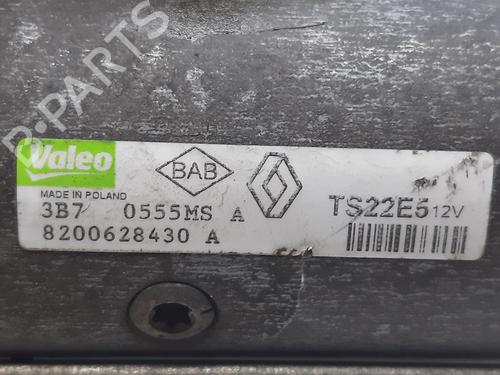 B-PARTS
Valeo
BAB
MADE IN POLAND
3B7 0555MS A
TS22E5 12V
8200628430 A